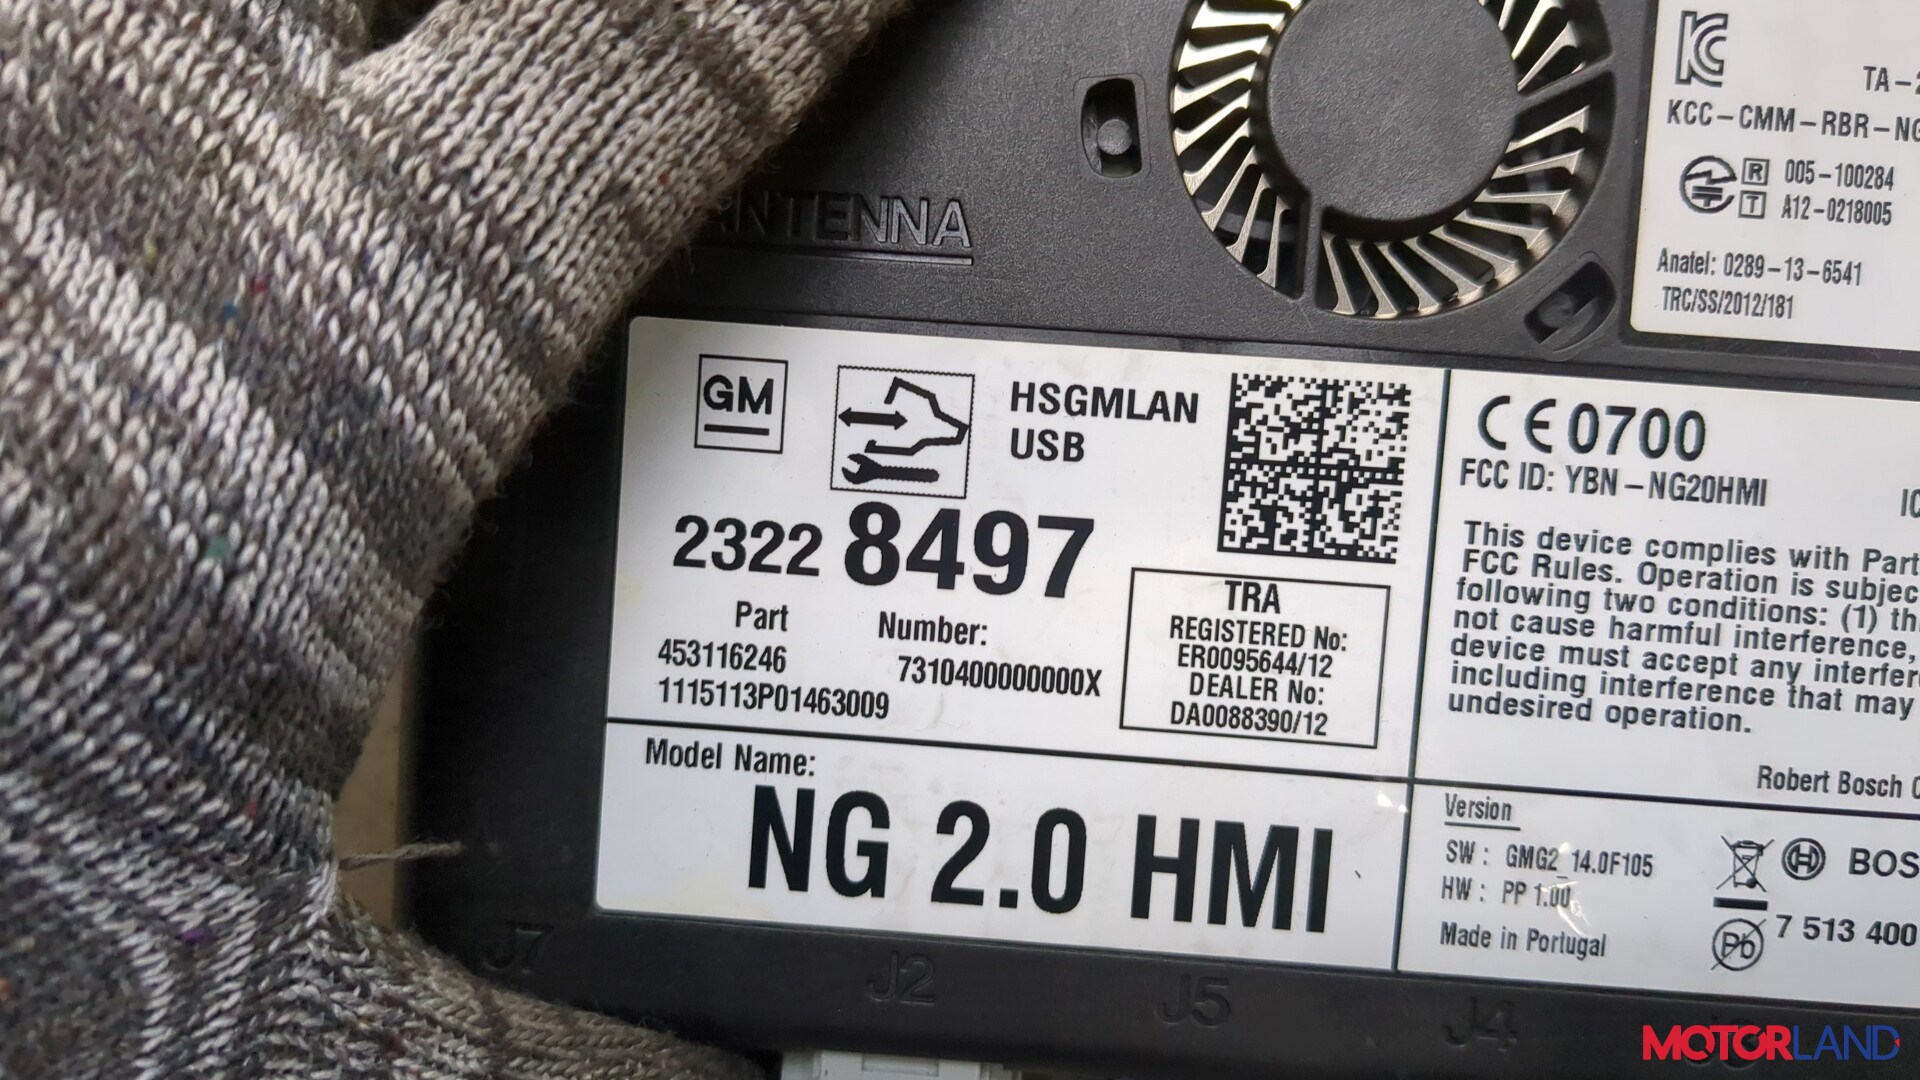 ANTENNA
TA-2
KCC-CMM-RBR-NG
R 005-100284
T A12-0218005
Anatel: 0289-13-6541
TRC/SS/2012/181
GM
HSGMLAN
USB
2322 8497
Part Number:
453116246 7310400000000X
1115113P01463009
TRA
REGISTERED No:
ER0095644/12
DEALER No:
DA0088390/12
Model Name:
NG 2.0 HMI
CE0700
FCC ID: YBN-NG20HMI
This device complies with Part
FCC Rules. Operation is subjec
following two conditions: (1) th
not cause harmful interference,
device must accept any interfer
including interference that may
undesired operation.
Robert Bosch
Version
SW: GMG2_14.0F105
HW: PP 1.00
BOS
Made in Portugal
Pb
7 513 400
J7
J2
J5
J4
MOTORLAND